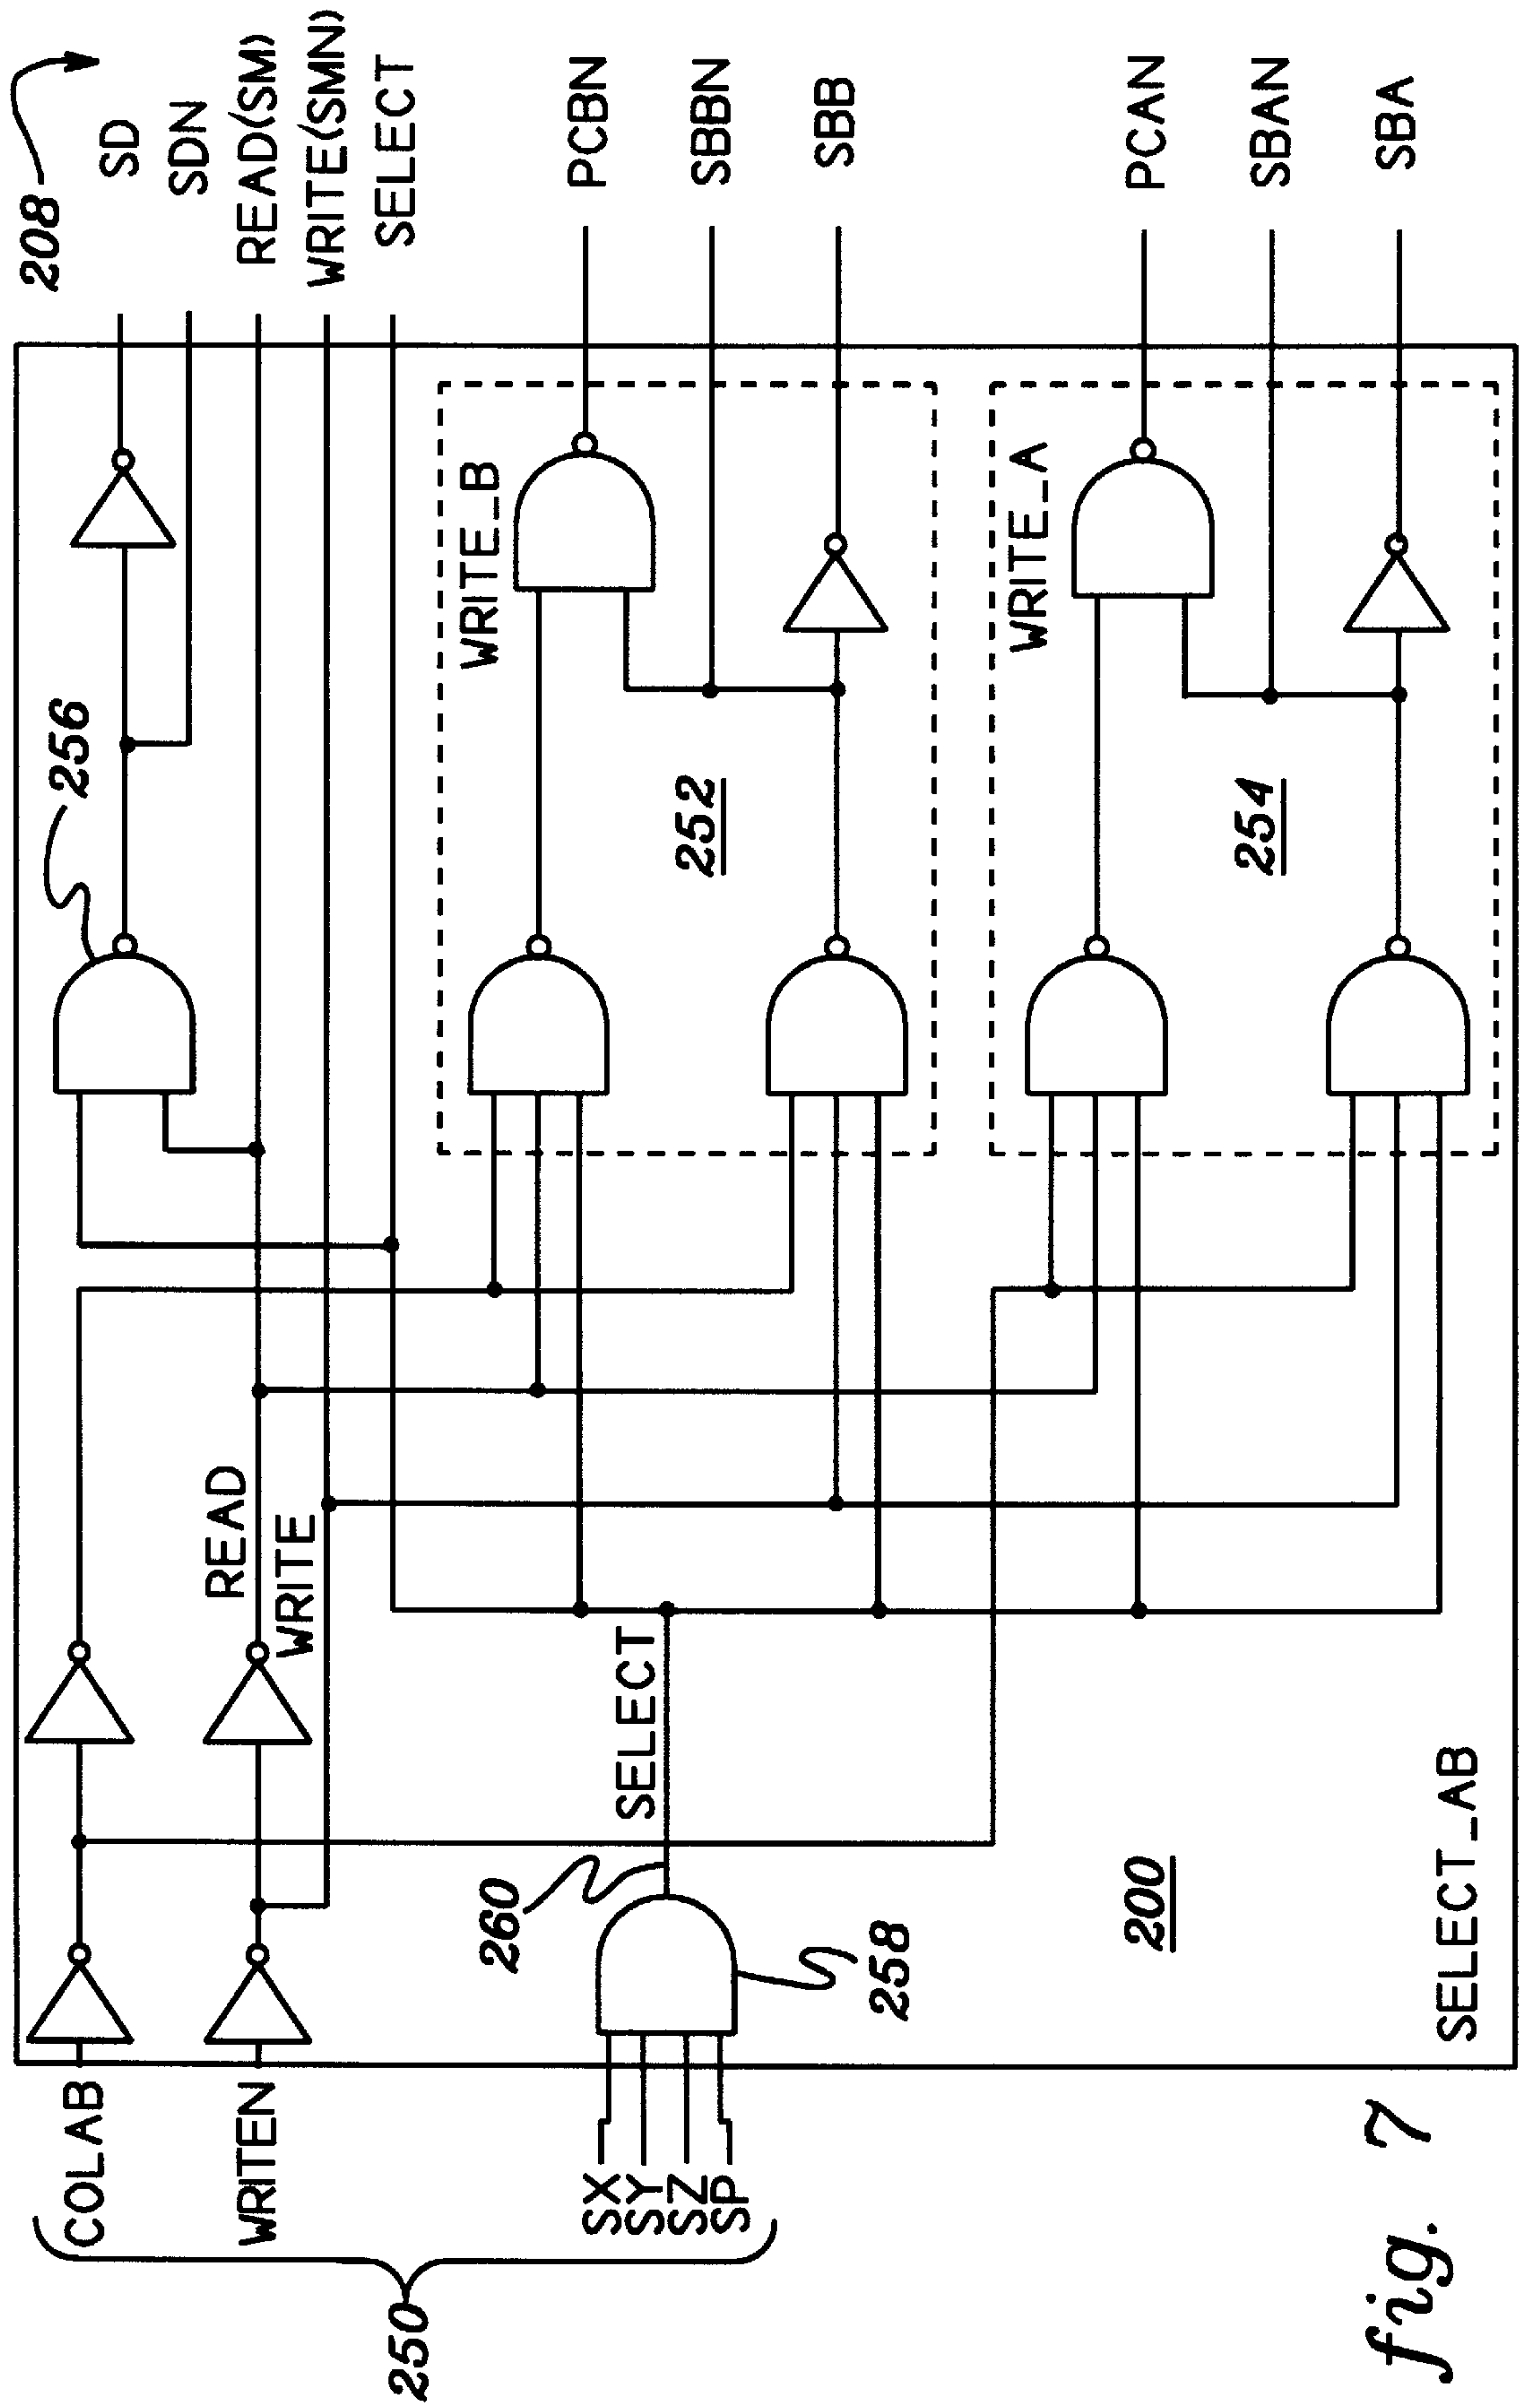 208
SD
SDN
READ(SM)
WRITE(SMN)
SELECT
256
COLAB
WRITEN
READ
WRITE
250
SX
SY
SZ
SP
260
258
SELECT
WRITE_B
252
PCBN
SBBN
SBB
WRITE_A
254
PCAN
SBAN
SBA
200
SELECT_AB
fig. 7